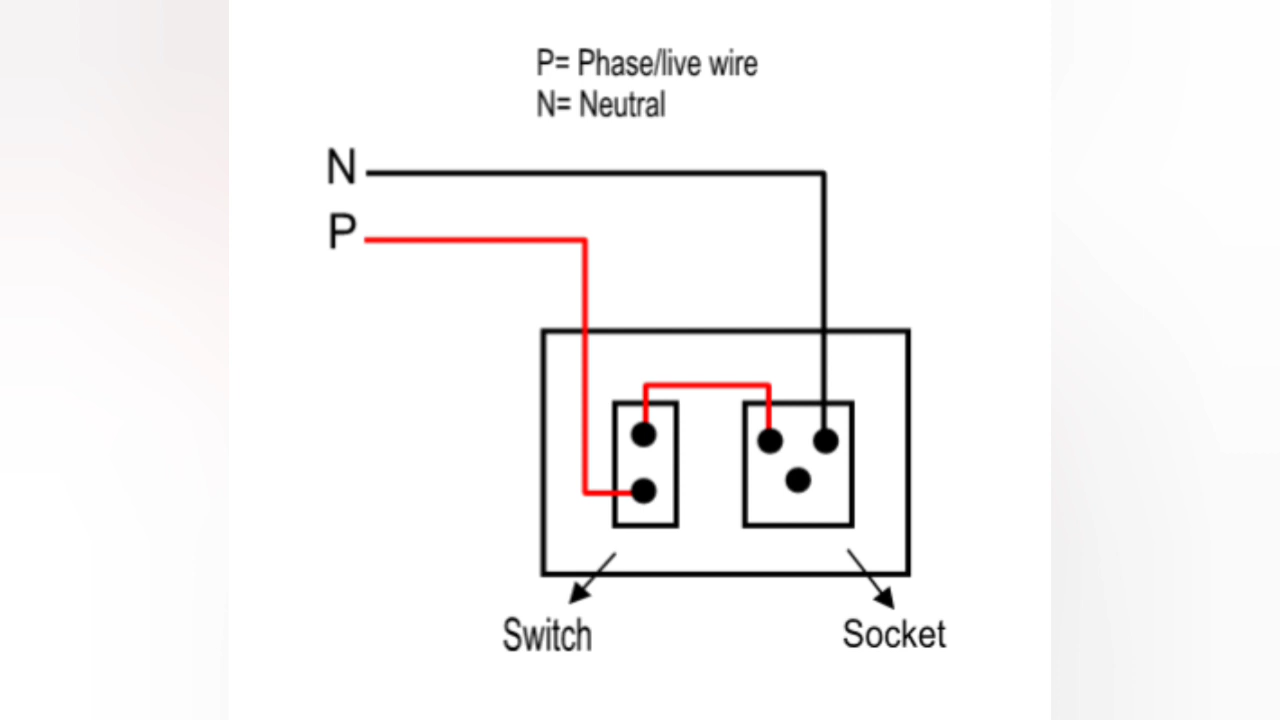 P= Phase/live wire
N= Neutral
N
P
Switch
Socket